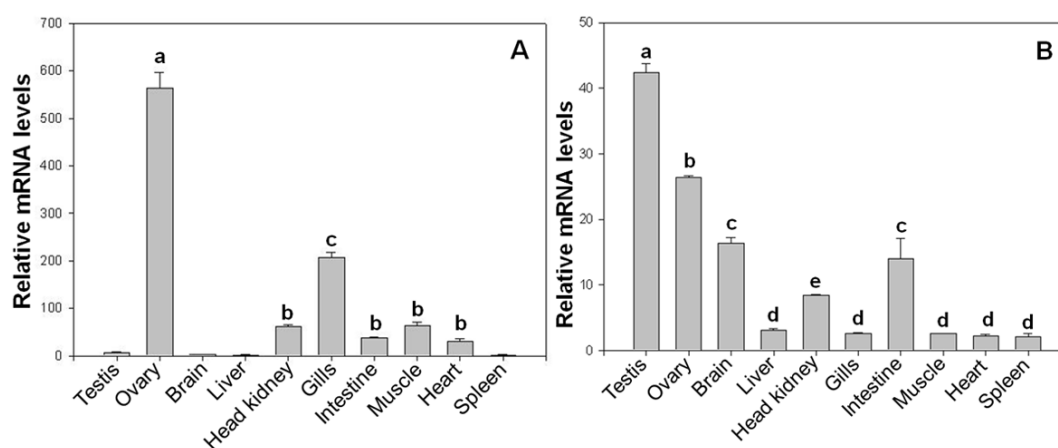 A
Relative mRNA levels
700
600
500
400
300
200
100
0
a
b
c
b
b
b
Testis
Ovary
Brain
Liver
Head kidney
Gills
Intestine
Muscle
Heart
Spleen
B
Relative mRNA levels
50
40
30
20
10
0
a
b
c
d
e
d
c
d
d
d
Testis
Ovary
Brain
Liver
Head kidney
Gills
Intestine
Muscle
Heart
Spleen